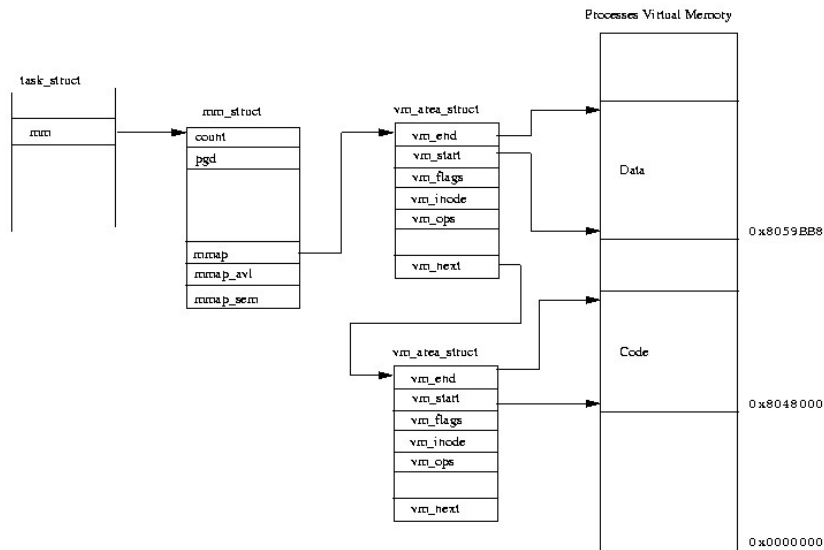 Processes Virtual Memory
task_struct
mm
mm_struct
count
pgd
mmap
mmap_avl
mmap_sem
vm_area_struct
vm_end
vm_start
vm_flags
vm_inode
vm_ops
vm_next
vm_area_struct
vm_end
vm_start
vm_flags
vm_inode
vm_ops
vm_next
Data
0x8059BB8
Code
0x8048000
0x0000000